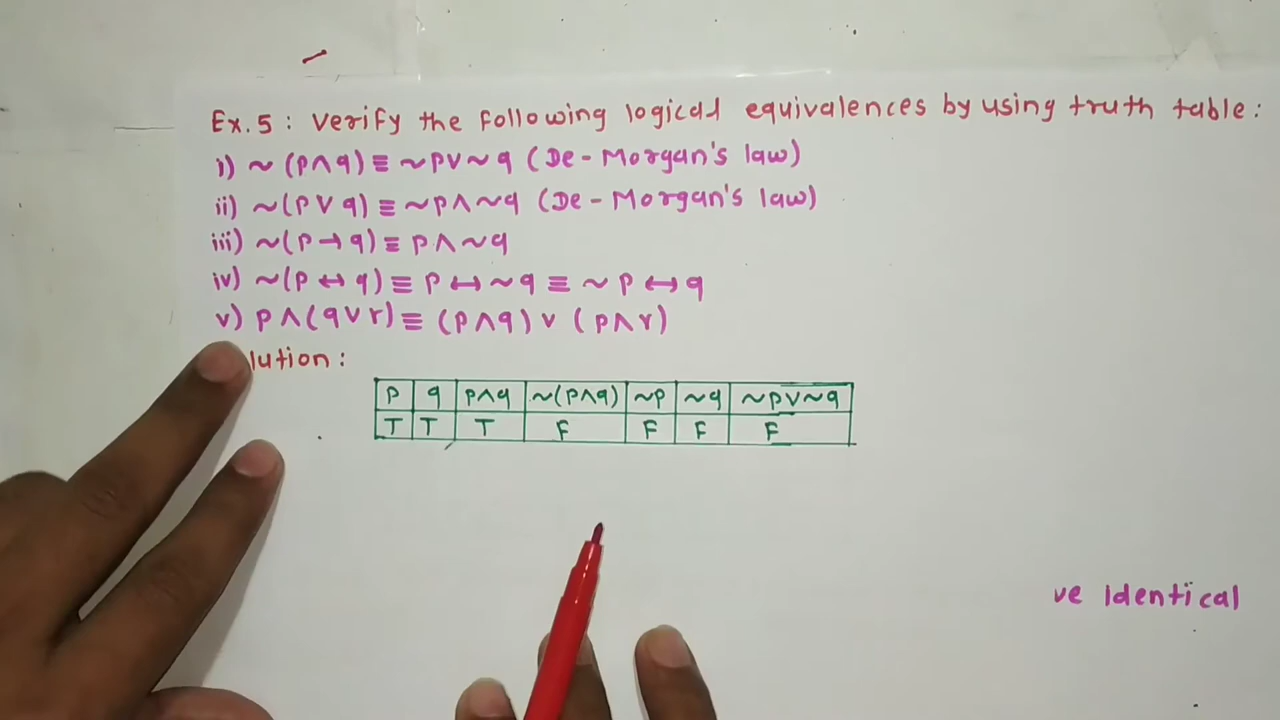 Ex.5: Verify the following logical equivalences by using truth table:
i) ~(p∧q)≡~p∨~q (De-Morgan's law)
ii) ~(p∨q)≡~p∧~q (De-Morgan's law)
iii) ~(p→q)≡p∧~q
iv) ~(p↔q)≡p↔~q≡~p↔q
v) p∧(q∨r)≡(p∧q)∨(p∧r)
lution:
p q p∧q ~(p∧q) ~p ~q ~p∨~q
T T T F F F F
ve identical